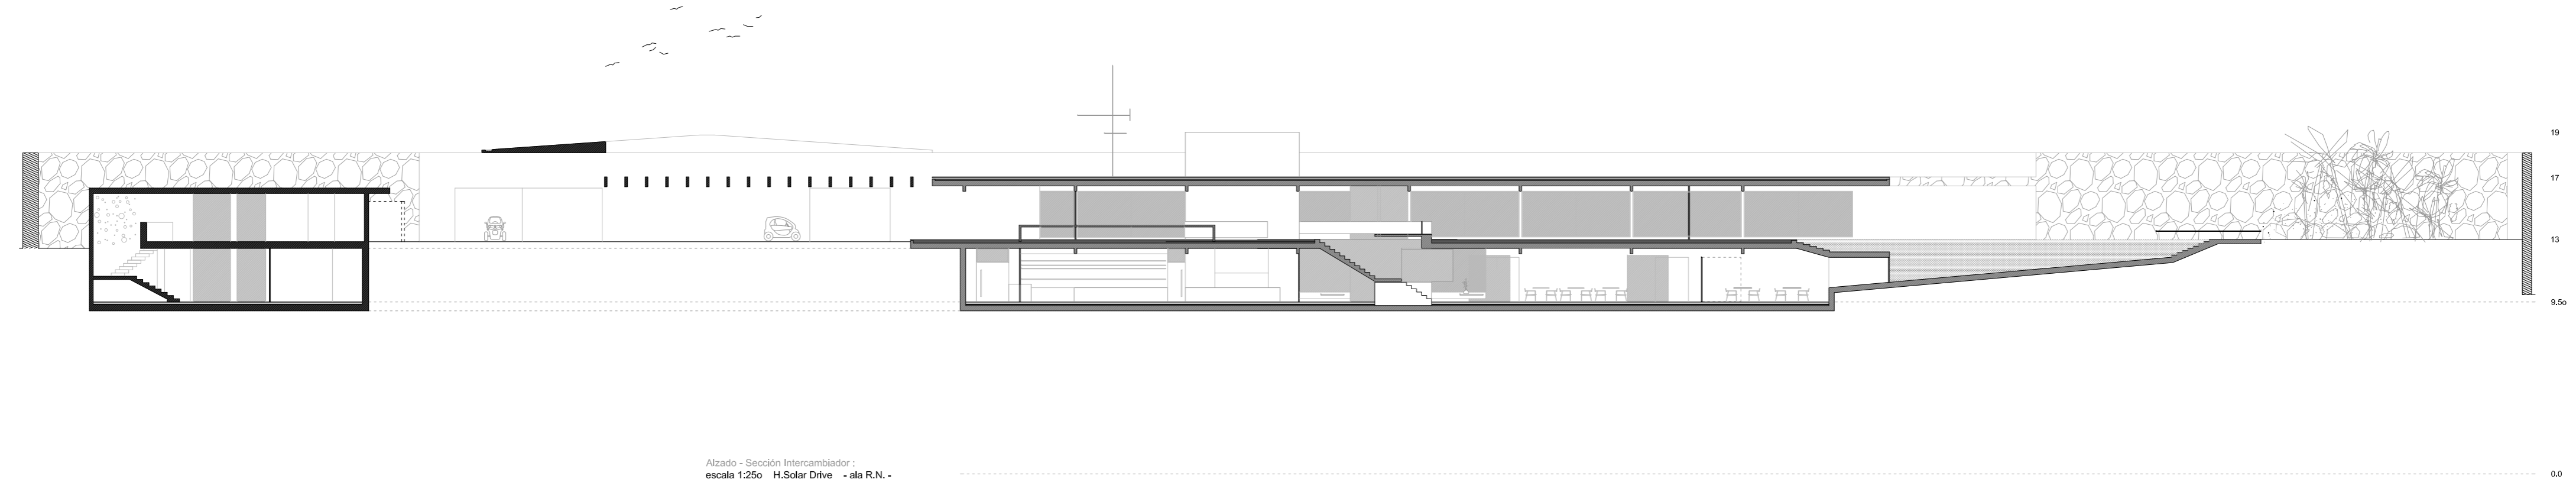 19
17
13
9.5o
Alzado - Sección Intercambiador :
escala 1:25o H.Solar Drive - ala R.N. -
0.0